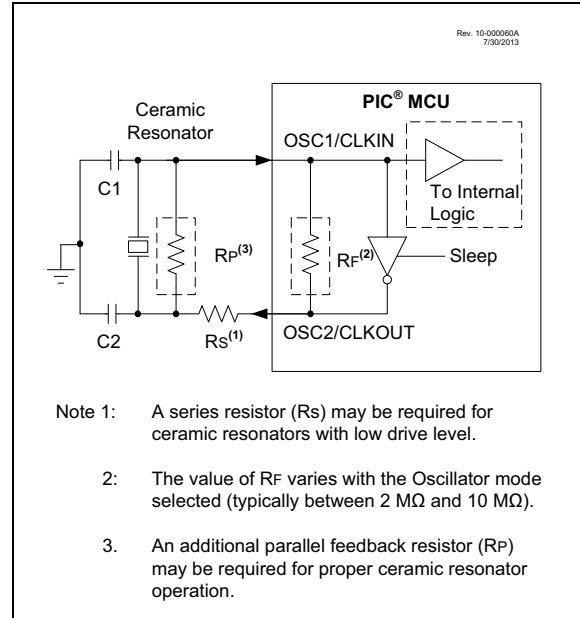 Rev. 10-000060A
7/30/2013
PIC® MCU
Ceramic
Resonator
OSC1/CLKIN
C1
To Internal
Logic
RP(3)
RF(2)
Sleep
C2
RS(1)
OSC2/CLKOUT
Note 1: A series resistor (Rs) may be required for
ceramic resonators with low drive level.
2: The value of RF varies with the Oscillator mode
selected (typically between 2 MΩ and 10 MΩ).
3. An additional parallel feedback resistor (RP)
may be required for proper ceramic resonator
operation.